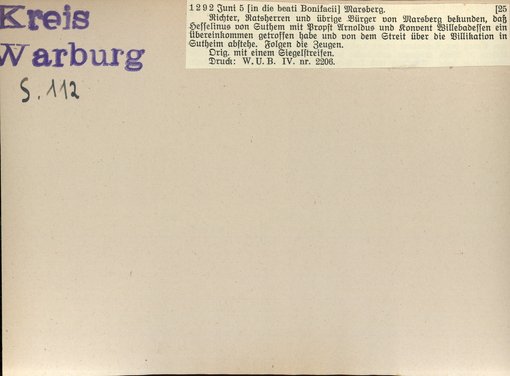 Kreis
Warburg
S. 112
1292 Juni 5 [in die beati Bonifacii] Marsberg. [25
Richter, Ratsherren und übrige Bürger von Marsberg bekunden, daß
Hesselinus von Suthem mit Propst Arnoldus und Konvent Willebadessen ein
Übereinkommen getroffen habe und von dem Streit über die Villikation in
Sutheim abstehe. Folgen die Zeugen.
Orig. mit einem Siegelstreifen.
Druck: W. U. B. IV. nr. 2206.